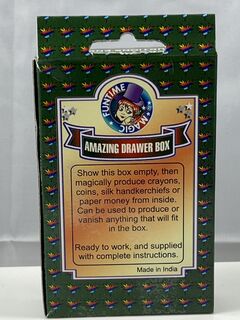 FUNTIME
MAGIC
AMAZING DRAWER BOX
Show this box empty, then
magically produce crayons,
coins, silk handkerchiefs or
paper money from inside.
Can be used to produce or
vanish anything that will fit
in the box.
Ready to work, and supplied
with complete instructions.
Made in India